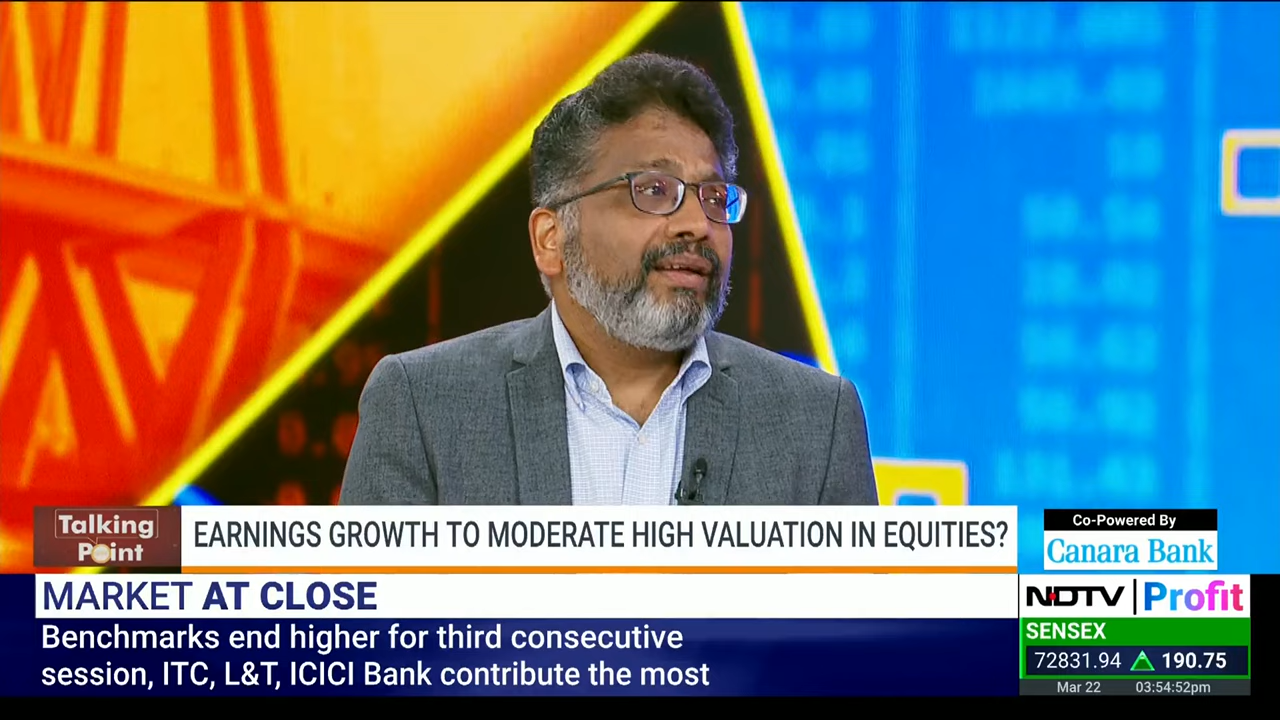 Talking
Point
EARNINGS GROWTH TO MODERATE HIGH VALUATION IN EQUITIES?
Co-Powered By
Canara Bank
MARKET AT CLOSE
Benchmarks end higher for third consecutive
session, ITC, L&T, ICICI Bank contribute the most
NDTV Profit
SENSEX
72831.94 ▲ 190.75
Mar 22 03:54:52pm